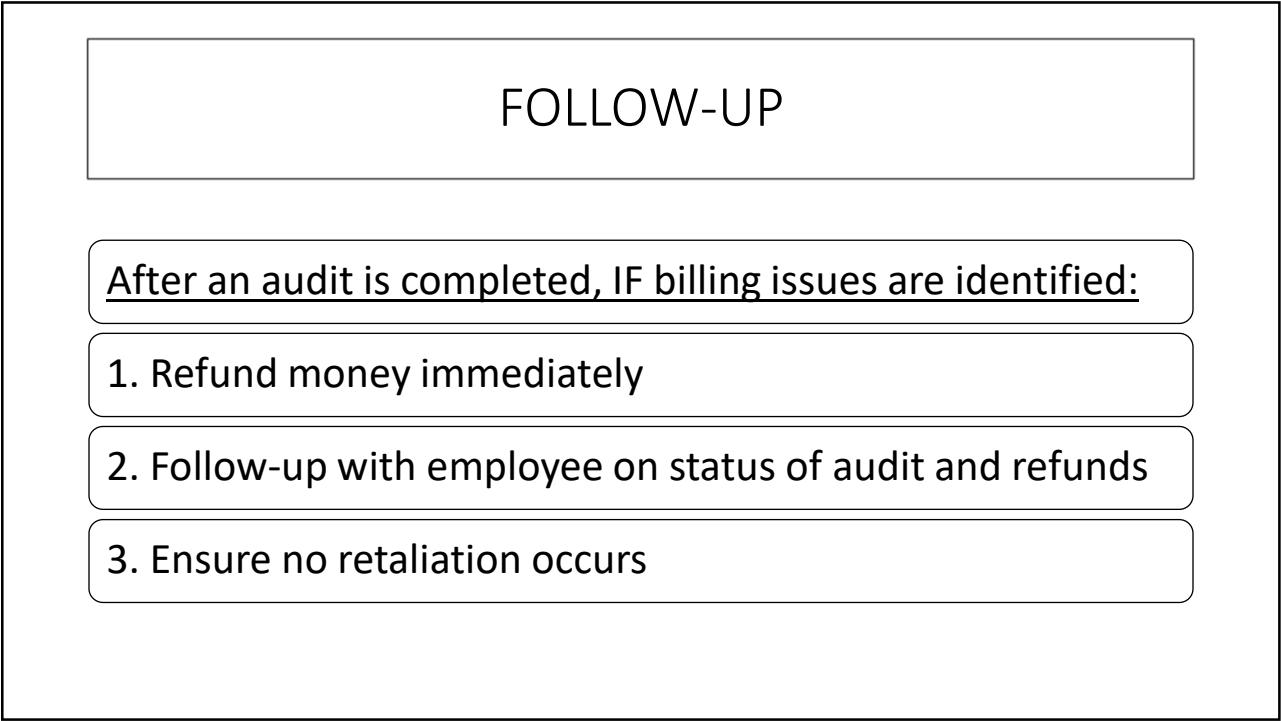 FOLLOW-UP
After an audit is completed, IF billing issues are identified:
1. Refund money immediately
2. Follow-up with employee on status of audit and refunds
3. Ensure no retaliation occurs